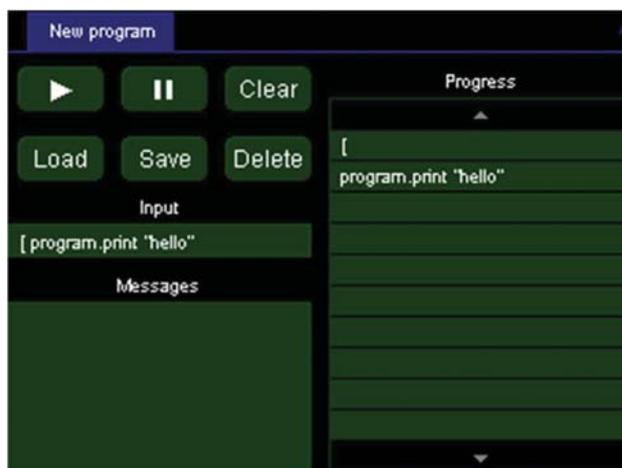 New program
Clear
Load
Save
Delete
Input
[ program.print "hello"
Messages
Progress
[
program.print "hello"